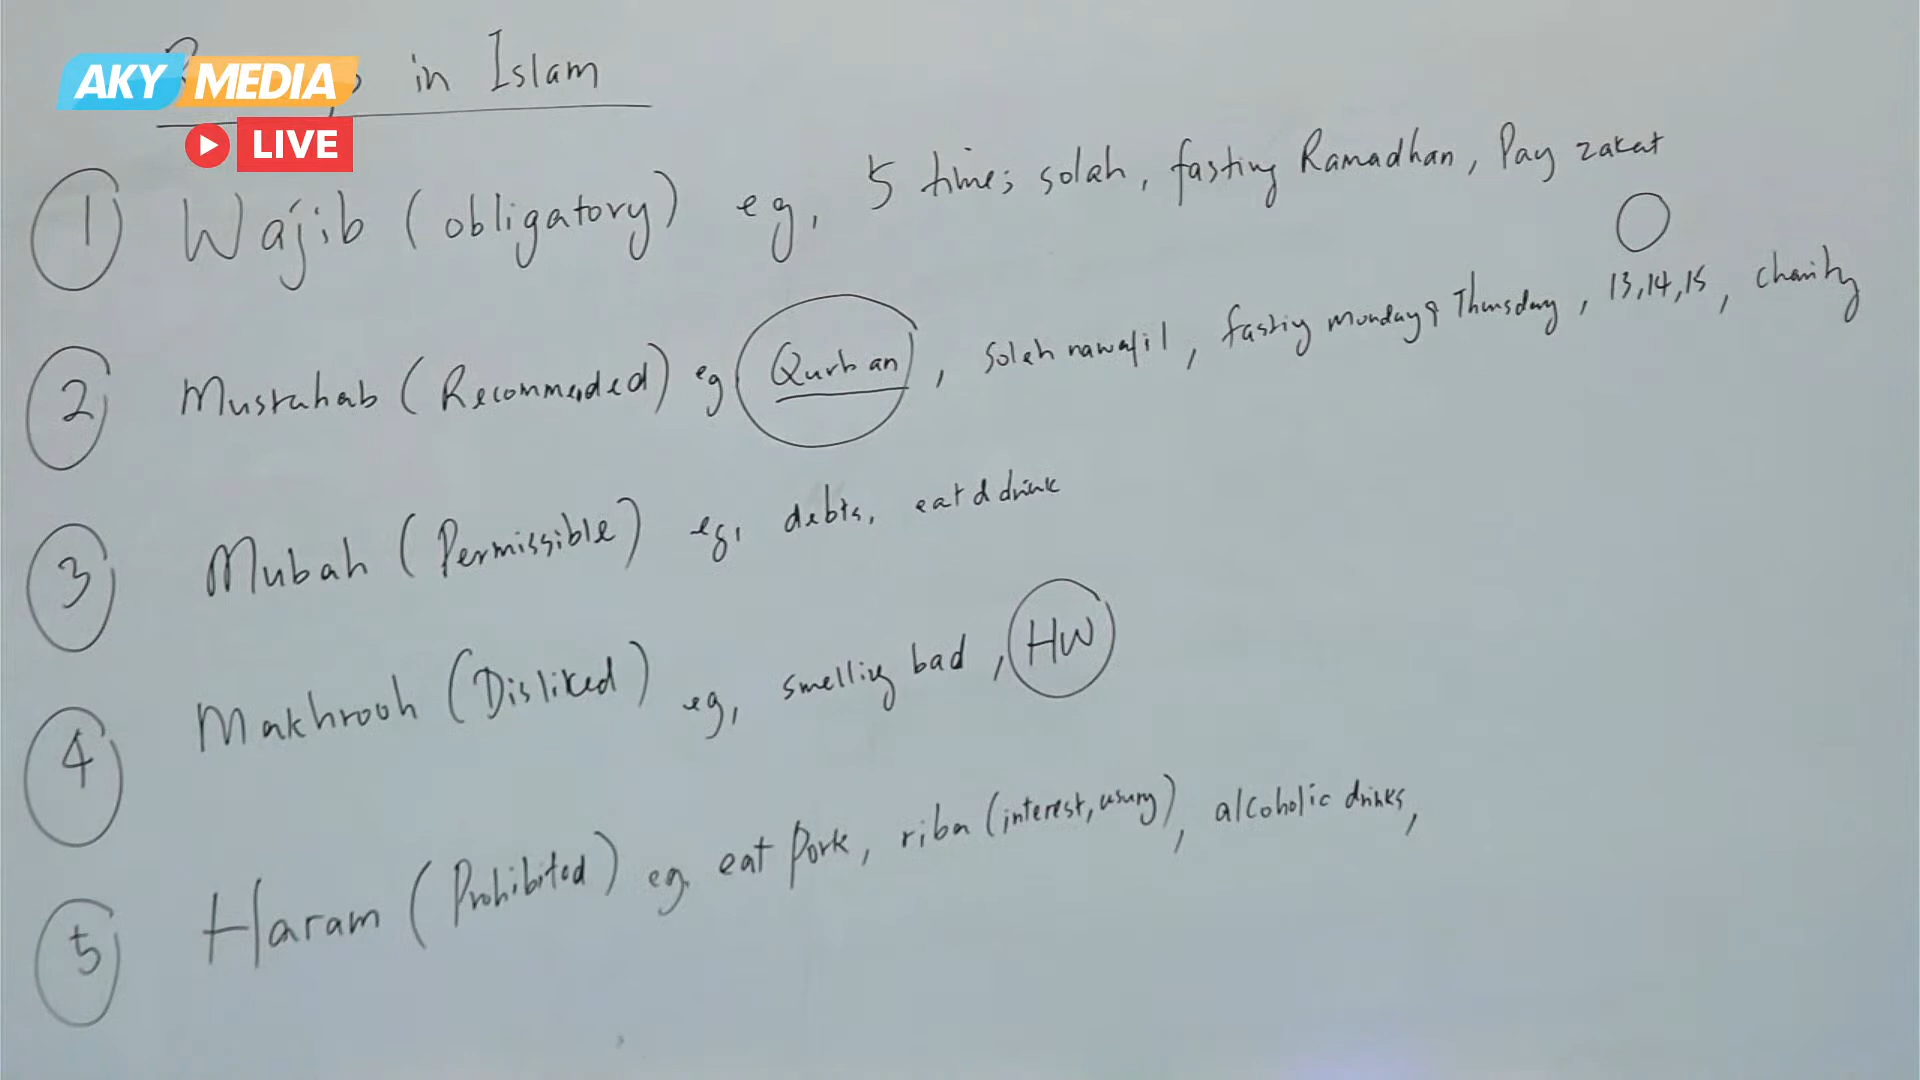 AKY MEDIA
LIVE
in Islam
1 Wajib (obligatory) eg, 5 times solah, fasting Ramadhan, Pay zakat
2 Mustahab (Recommended) eg Qurban, Solah nawafil, fasting monday & Thursday, 13,14,15, charity
3 Mubah (Permissible) eg, debts, eat & drink
4 Makhrooh (Disliked) eg, smelling bad, HW
5 Haram (Prohibited) eg. eat Pork, riba (interest, usury), alcoholic drinks,